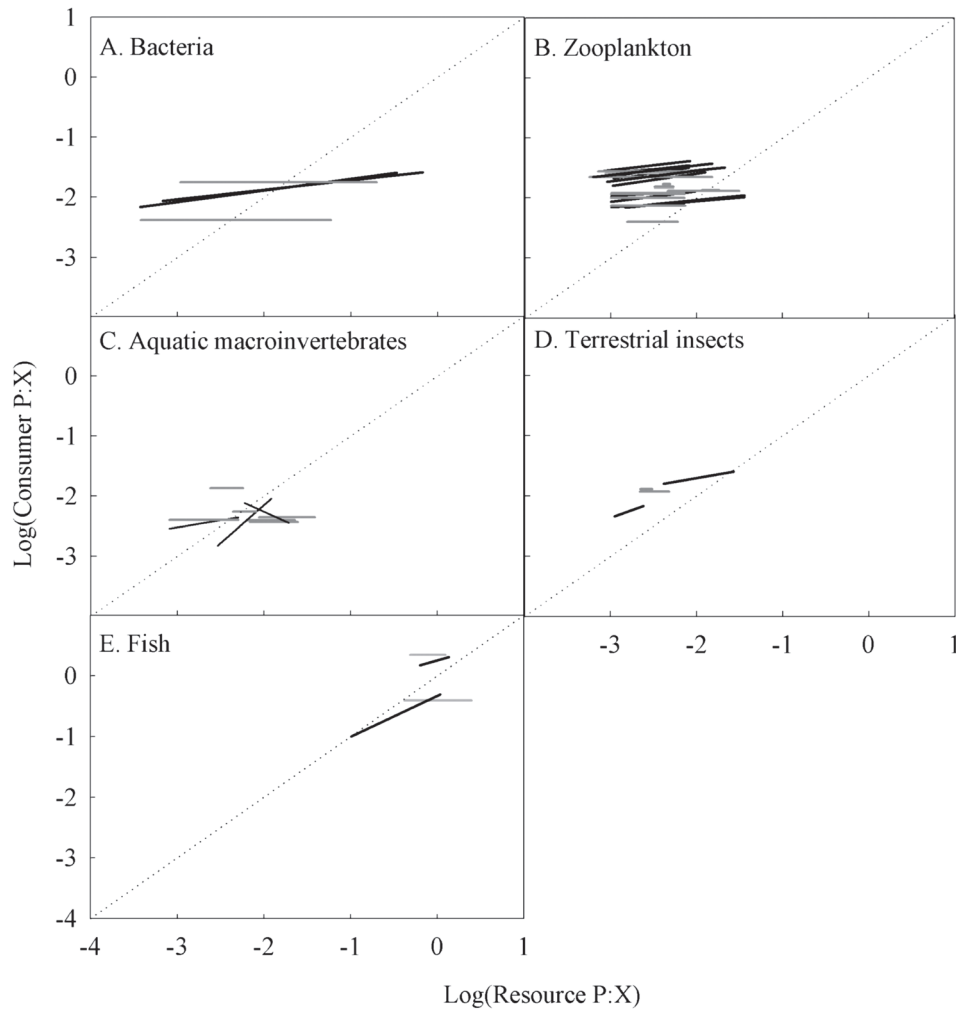 1
A. Bacteria
B. Zooplankton
0
-1
-2
-3
C. Aquatic macroinvertebrates
D. Terrestrial insects
0
-1
-2
-3
Log(Consumer P:X)
E. Fish
-3 -2 -1 0 1
0
-1
-2
-3
-4
-4 -3 -2 -1 0 1
Log(Resource P:X)